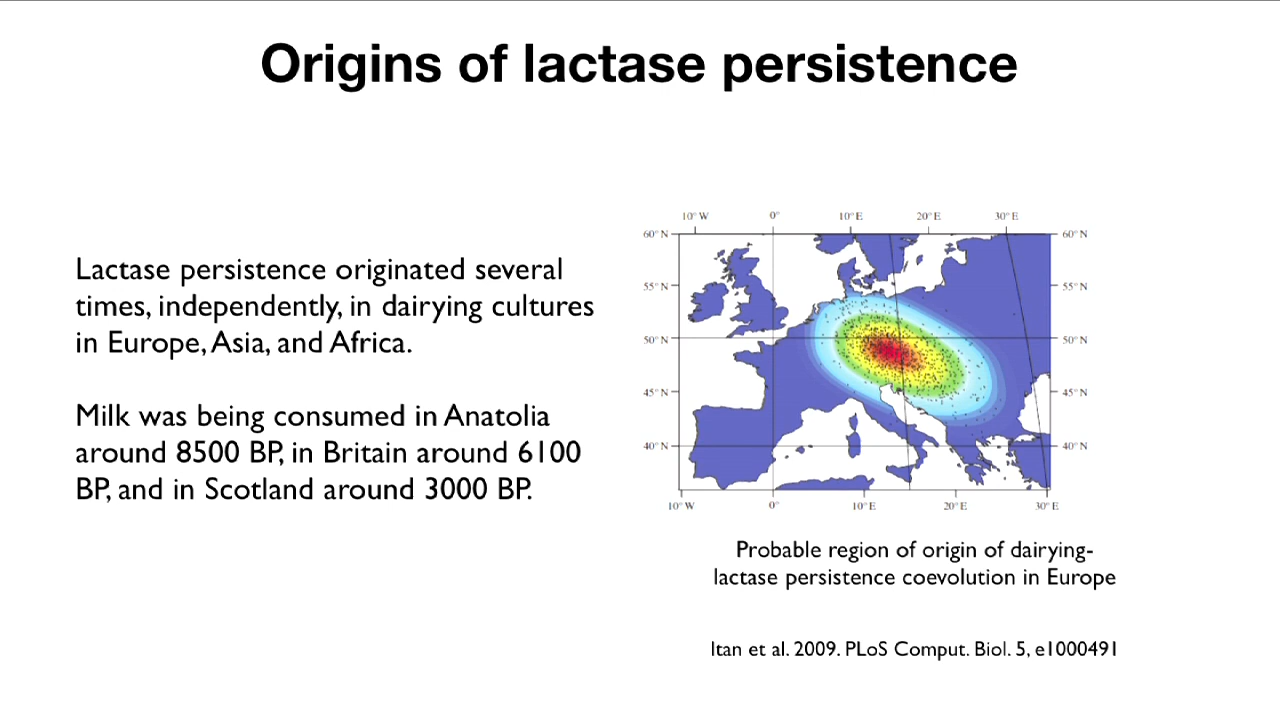 Origins of lactase persistence
Lactase persistence originated several
times, independently, in dairying cultures
in Europe, Asia, and Africa.
Milk was being consumed in Anatolia
around 8500 BP, in Britain around 6100
BP, and in Scotland around 3000 BP.
10° W 0° 10° E 20° E 30° E
60° N 60° N
55° N 55° N
50° N 50° N
45° N 45° N
40° N 40° N
10° W 0° 10° E 20° E 30° E
Probable region of origin of dairying-
lactase persistence coevolution in Europe
Itan et al. 2009. PLoS Comput. Biol. 5, e1000491